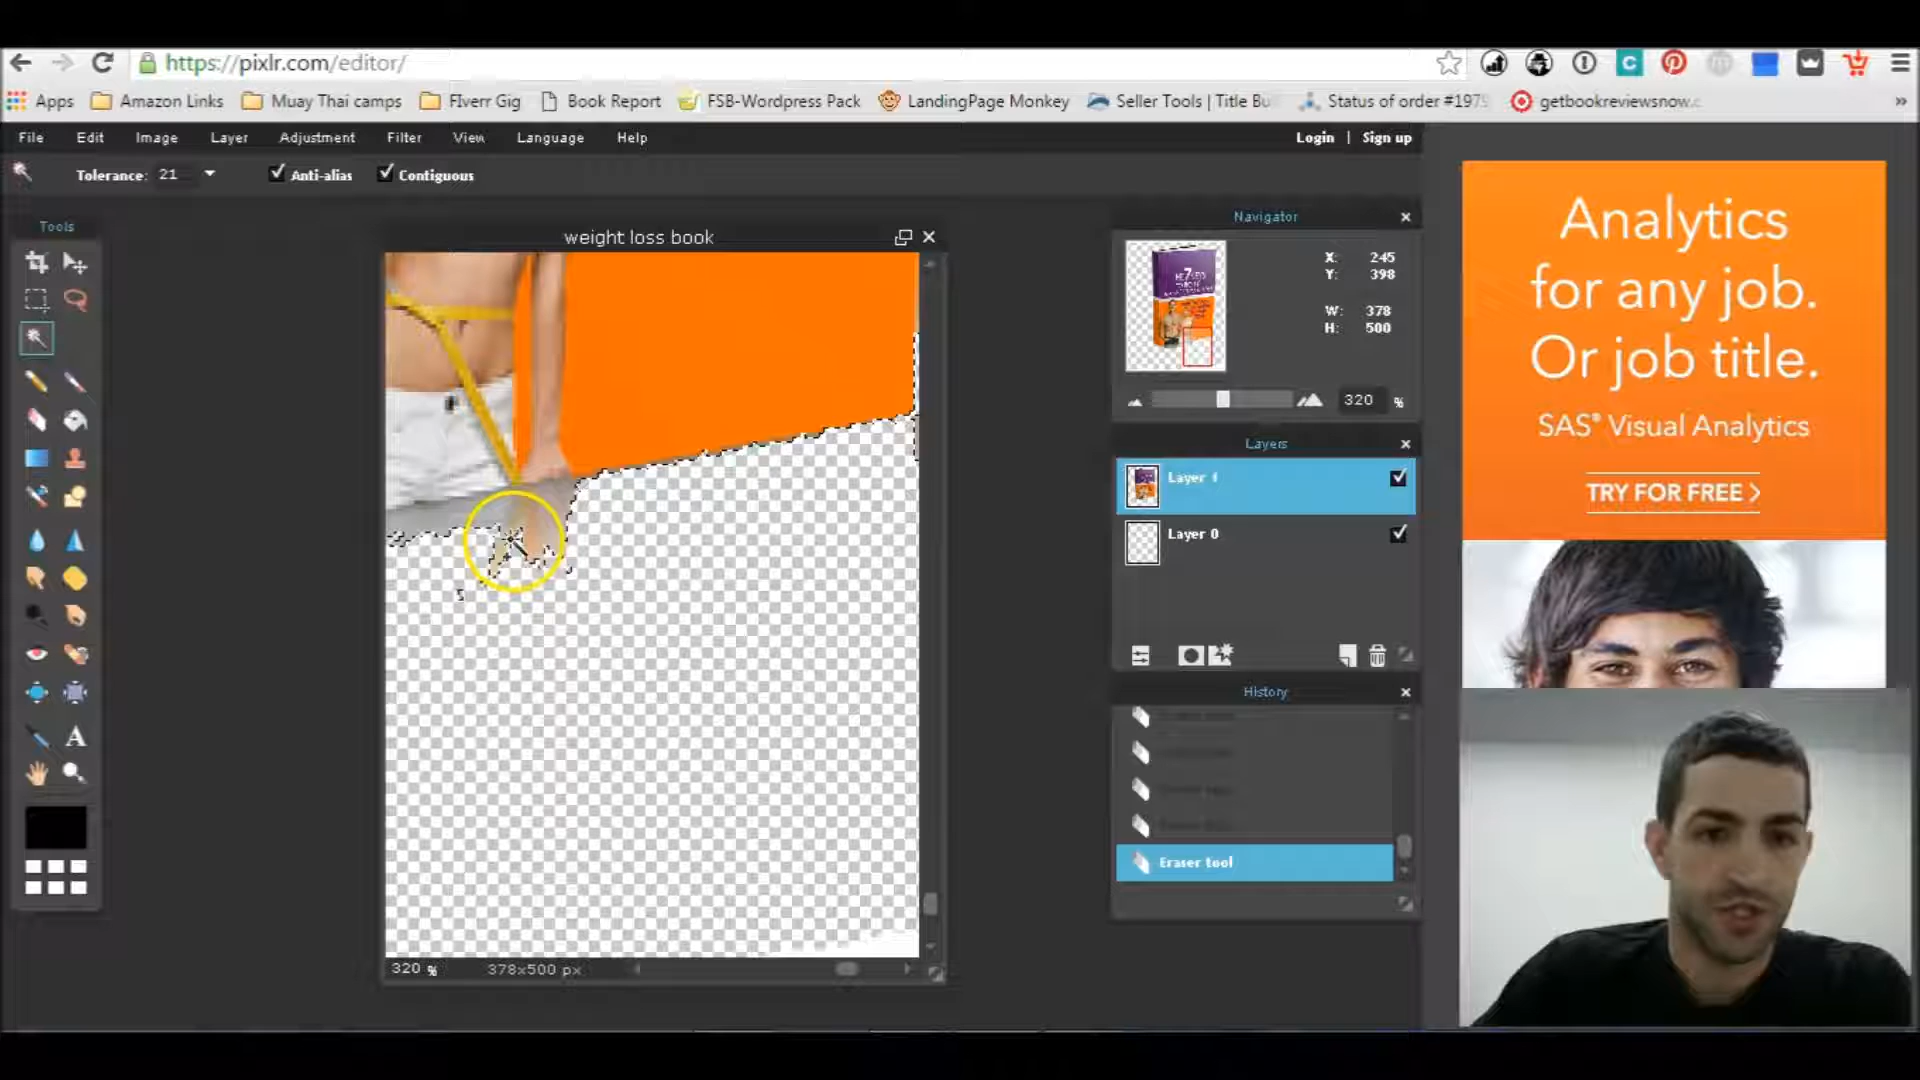 https://pixlr.com/editor/
Apps Amazon Links Muay Thai camps FIverr Gig Book Report FSB-Wordpress Pack LandingPage Monkey Seller Tools | Title Bu Status of order #1979 getbookreviewsnow.c »
File Edit Image Layer Adjustment Filter View Language Help Login | Sign up
Tolerance: 21 Anti-alias Contiguous
Tools
weight loss book
Navigator
X: 245
Y: 398
W: 378
H: 500
320 %
Layers
Layer 1
Layer 0
History
Eraser tool
320 % 378x500 px
Analytics
for any job.
Or job title.
SAS® Visual Analytics
TRY FOR FREE >